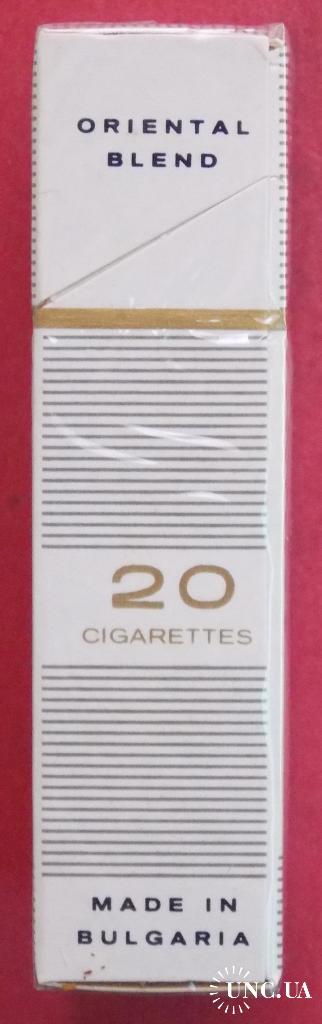 ORIENTAL
BLEND
20
CIGARETTES
MADE IN
BULGARIA
UNC.UA